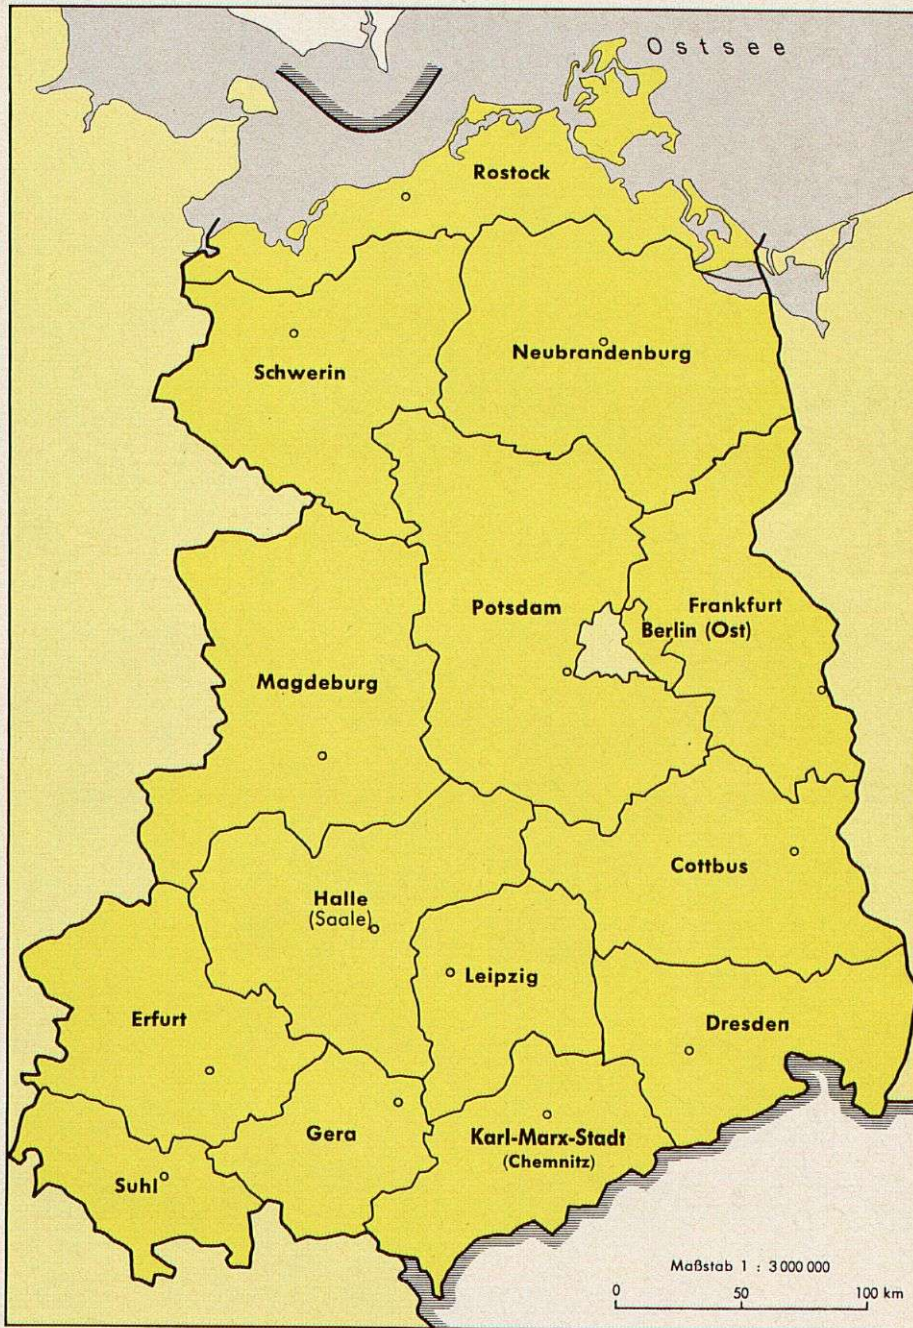 Ostsee
Rostock
Schwerin
Neubrandenburg
Potsdam
Frankfurt
Berlin (Ost)
Magdeburg
Cottbus
Halle
(Saale)
Leipzig
Erfurt
Dresden
Gera
Karl-Marx-Stadt
(Chemnitz)
Suhl
Maßstab 1 : 3 000 000
0 50 100 km